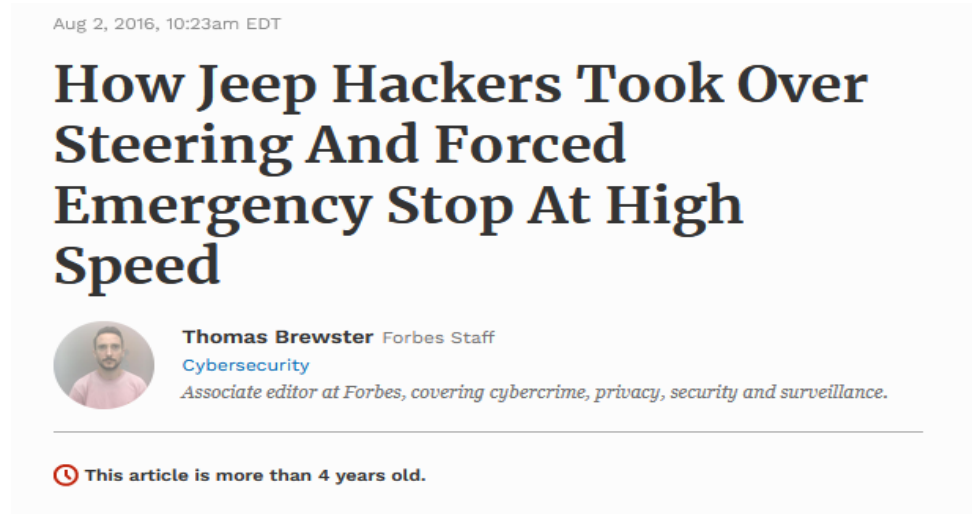 Aug 2, 2016, 10:23am EDT
How Jeep Hackers Took Over
Steering And Forced
Emergency Stop At High
Speed
Thomas Brewster Forbes Staff
Cybersecurity
Associate editor at Forbes, covering cybercrime, privacy, security and surveillance.
This article is more than 4 years old.